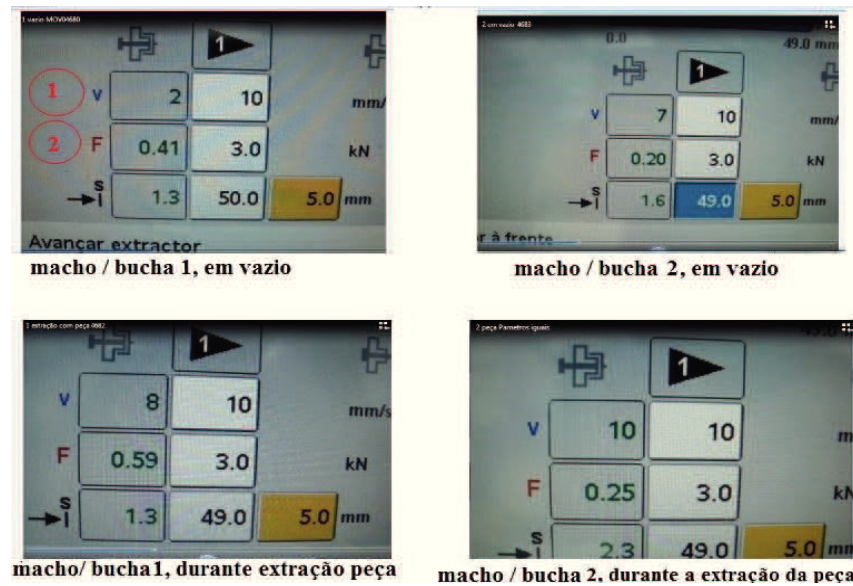 1 vazio MOV04680
1
1
V 2 10 mm/
2
F 0.41 3.0 kN
S
1.3 50.0 5.0 mm
Avançar extractor
macho / bucha 1, em vazio
2 em vazio 4683
0.0 49.0 mm
1
V 7 10 mm/
F 0.20 3.0 kN
S
1.6 49.0 5.0 mm
r à frente
macho / bucha 2, em vazio
1 extração com peça 4682
1
V 8 10 mm/s
F 0.59 3.0 kN
S
1.3 49.0 5.0 mm
macho/ bucha1, durante extração peça
2 peça Pametros iguais
1
V 10 10 m
F 0.25 3.0 kN
S
2.3 49.0 5.0 mm
macho / bucha 2, durante a extração da peça